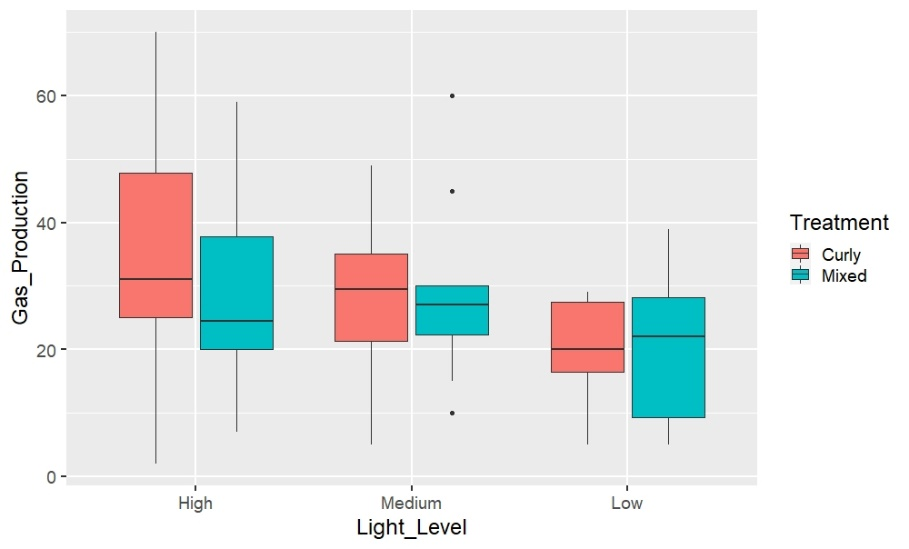 Gas_Production
60
40
20
0
High Medium Low
Light_Level
Treatment
Curly
Mixed